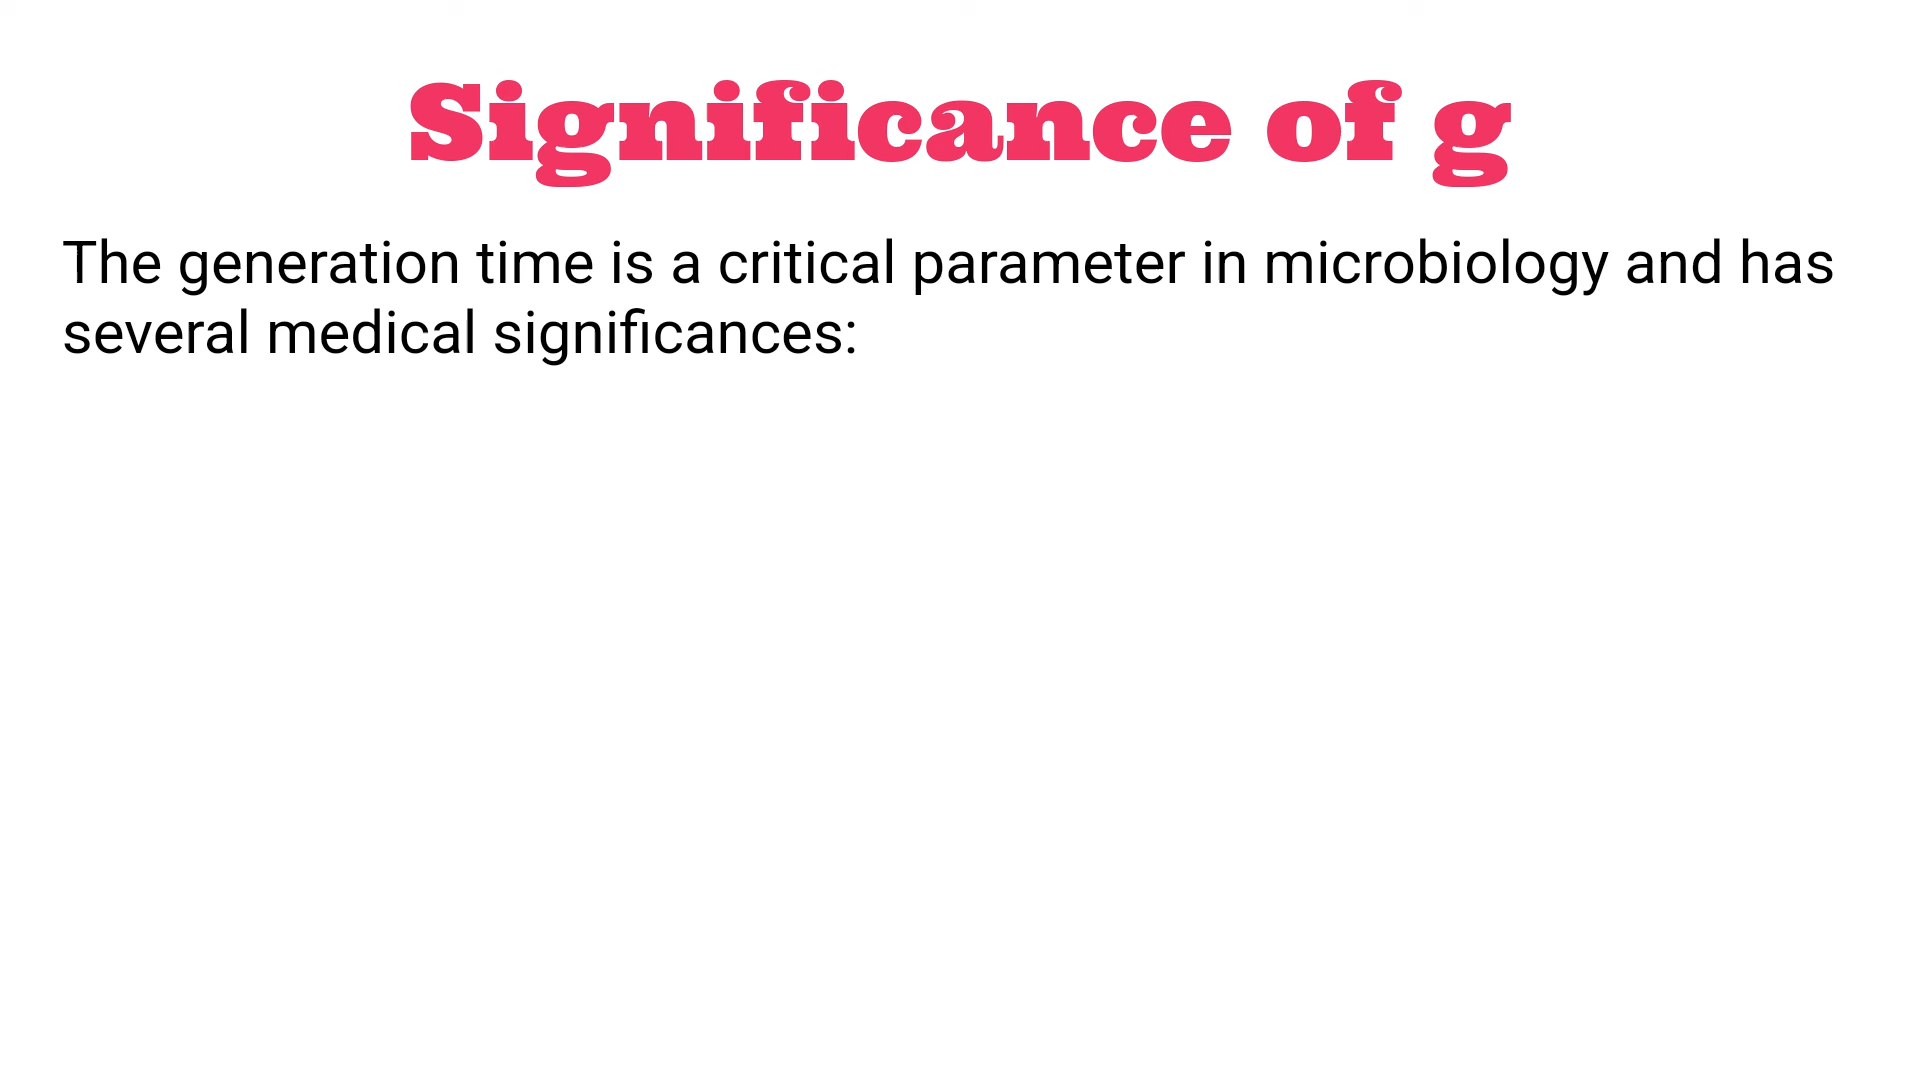 Significance of g
The generation time is a critical parameter in microbiology and has
several medical significances: